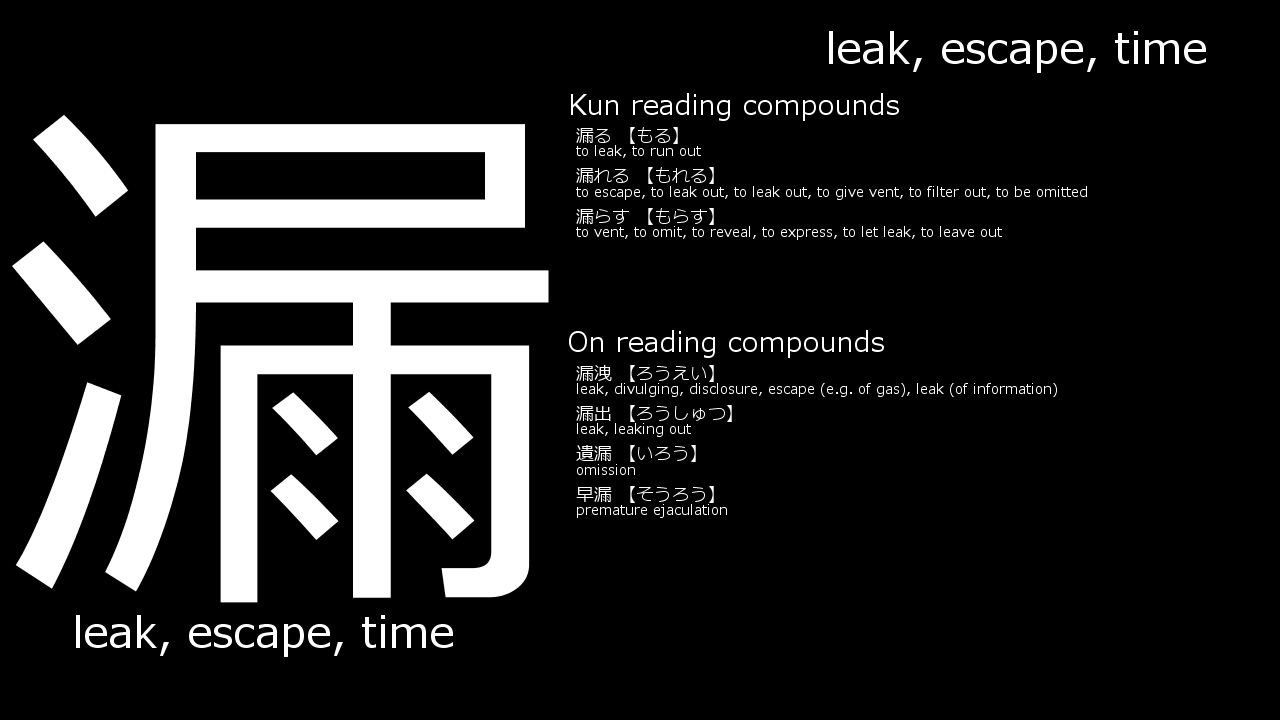 leak, escape, time
漏
leak, escape, time
Kun reading compounds
漏る 【もる】
to leak, to run out
漏れる 【もれる】
to escape, to leak out, to leak out, to give vent, to filter out, to be omitted
漏らす 【もらす】
to vent, to omit, to reveal, to express, to let leak, to leave out
On reading compounds
漏洩 【ろうえい】
leak, divulging, disclosure, escape (e.g. of gas), leak (of information)
漏出 【ろうしゅつ】
leak, leaking out
遺漏 【いろう】
omission
早漏 【そうろう】
premature ejaculation